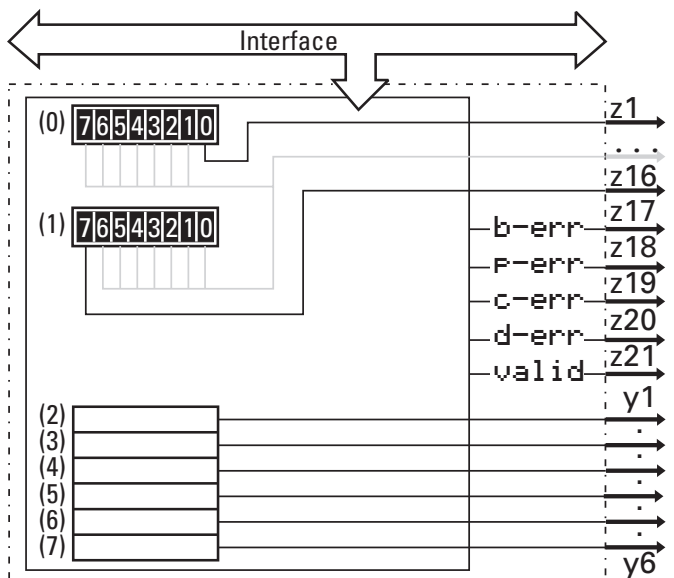 Interface
(0) 7 6 5 4 3 2 1 0 z1
. . .
z16
(1) 7 6 5 4 3 2 1 0
b-err z17
p-err z18
c-err z19
d-err z20
valid z21
(2) y1
(3) .
(4) .
(5) .
(6) .
(7) y6